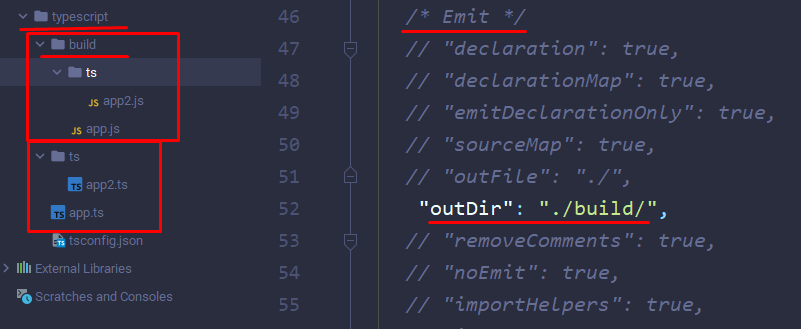 typescript
build
ts
app2.js
app.js
ts
app2.ts
app.ts
tsconfig.json
External Libraries
Scratches and Consoles
46 /* Emit */
47 // "declaration": true,
48 // "declarationMap": true,
49 // "emitDeclarationOnly": true,
50 // "sourceMap": true,
51 // "outFile": "./",
52 "outDir": "./build/",
53 // "removeComments": true,
54 // "noEmit": true,
55 // "importHelpers": true,